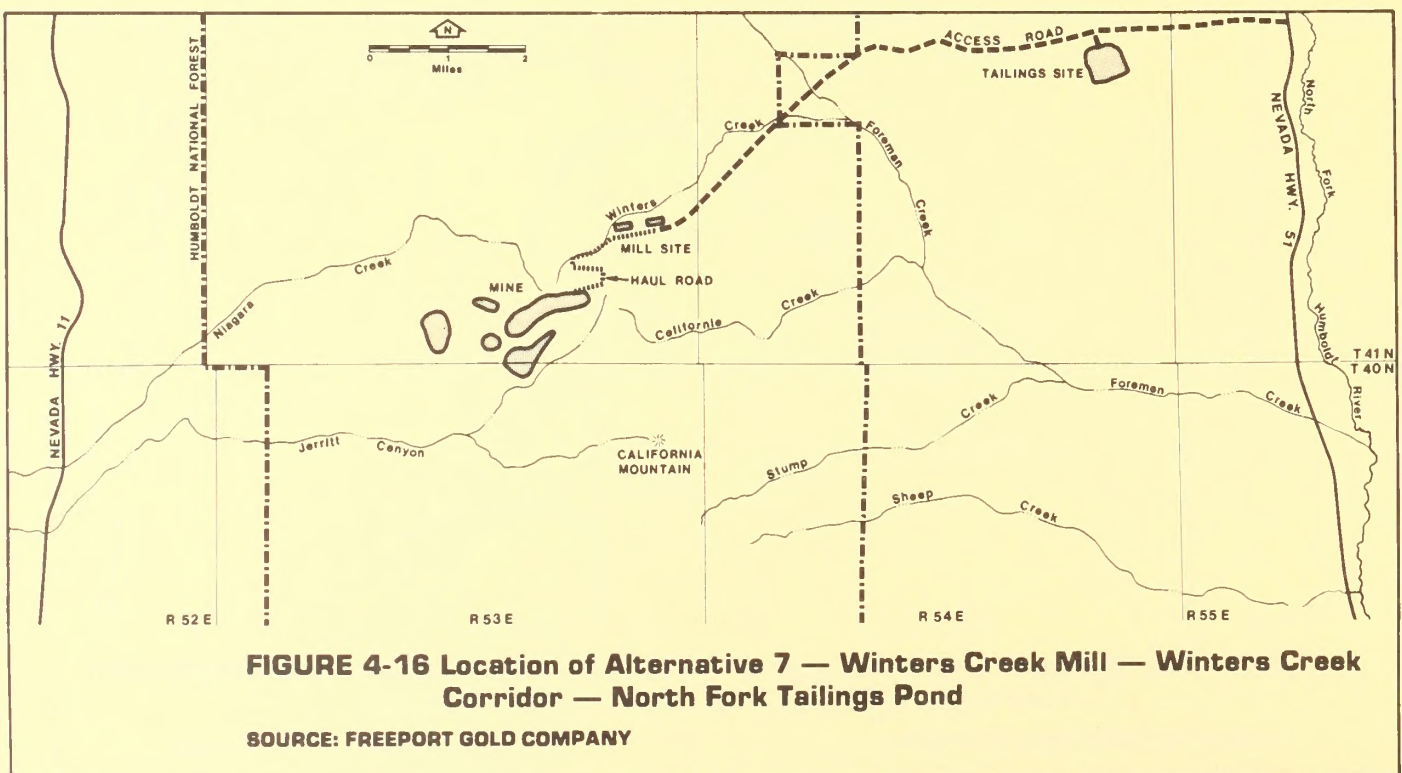 N
0 1 2
Miles
HUMBOLDT NATIONAL FOREST
ACCESS ROAD
TAILINGS SITE
North
Fork
Humboldt
River
NEVADA HWY. 51
Creek
Foreman
Creek
Winters
MILL SITE
HAUL ROAD
MINE
Creek
Niagara
NEVADA HWY. 11
Creek
California
T 41 N
T 40 N
Foreman
Creek
Creek
Stump
Jerritt Canyon
CALIFORNIA
MOUNTAIN
Sheep
Creek
R 52 E
R 53 E
R 54 E
R 55 E
FIGURE 4-16 Location of Alternative 7 — Winters Creek Mill — Winters Creek
Corridor — North Fork Tailings Pond
SOURCE: FREEPORT GOLD COMPANY